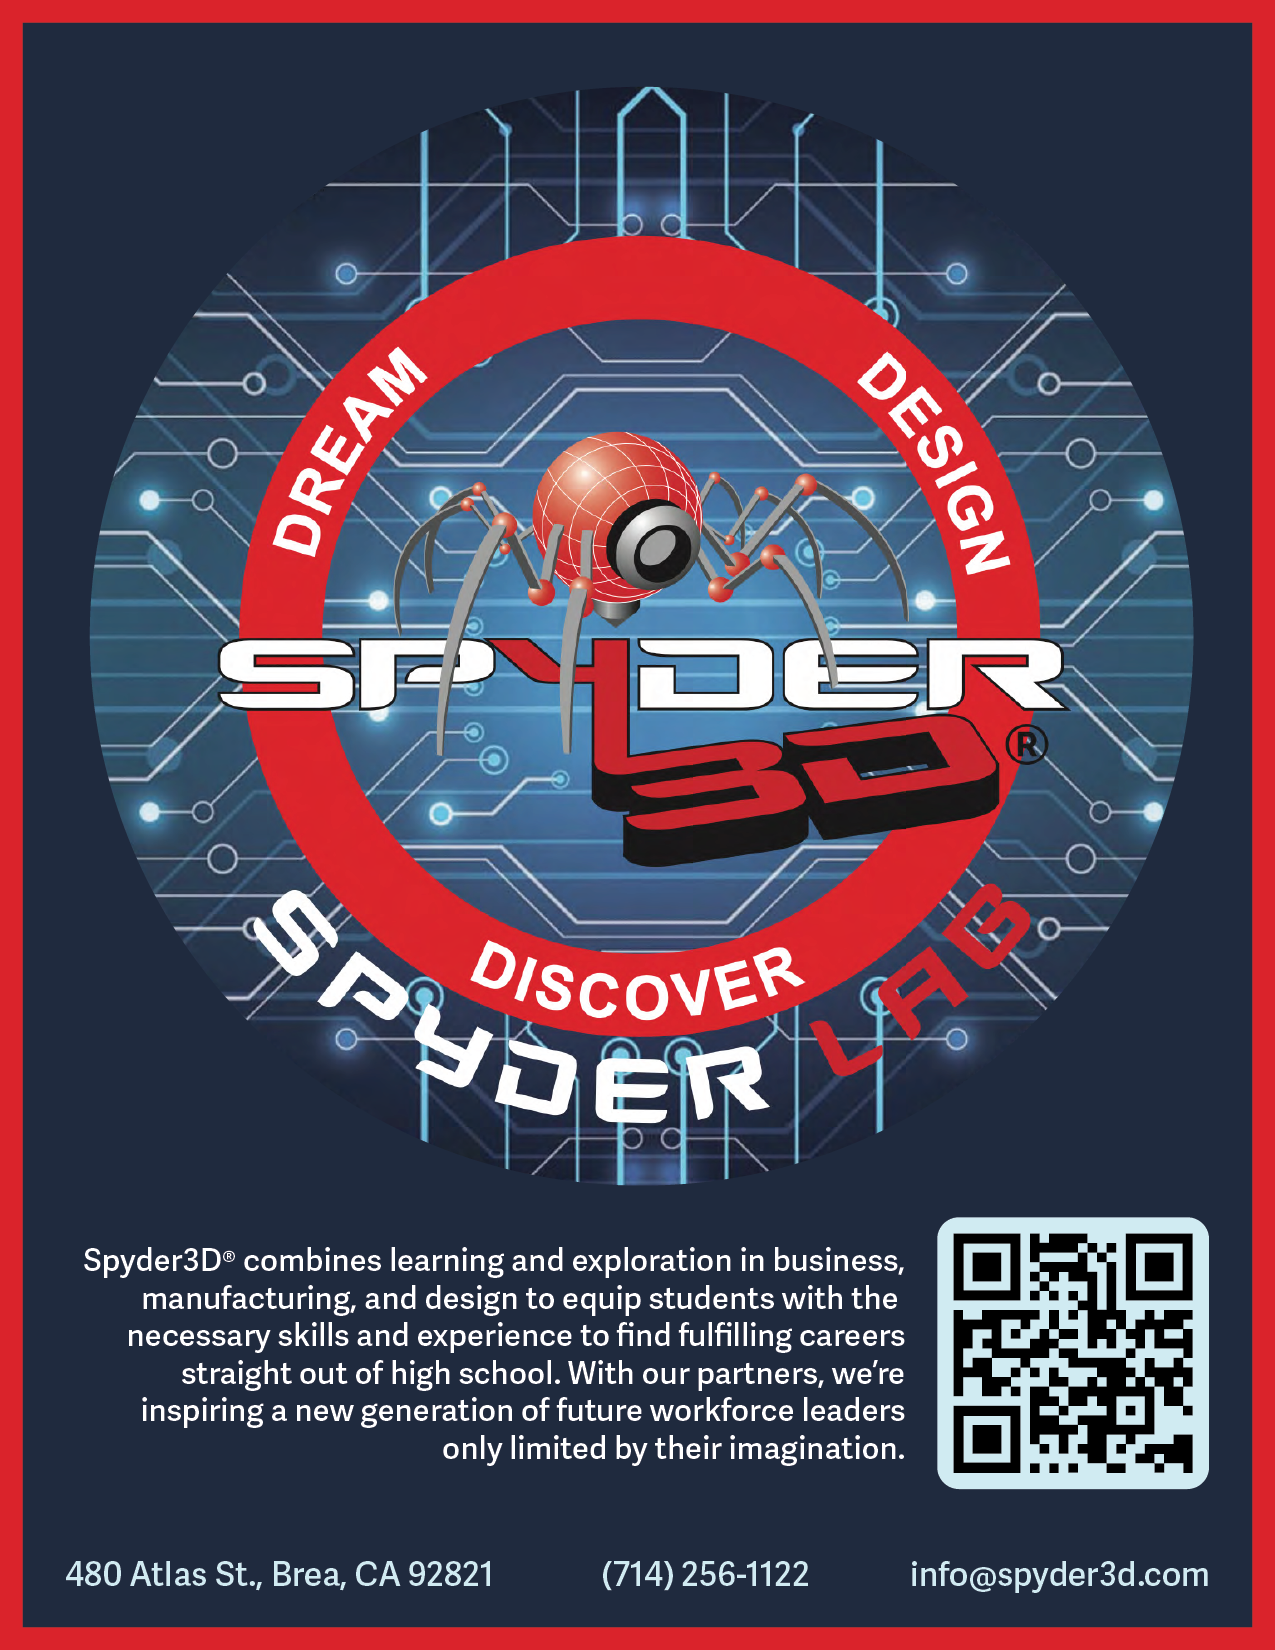 DREAM
DESIGN
SPYDER
3D®
DISCOVER
SPYDER LAB
Spyder3D® combines learning and exploration in business,
manufacturing, and design to equip students with the
necessary skills and experience to find fulfilling careers
straight out of high school. With our partners, we’re
inspiring a new generation of future workforce leaders
only limited by their imagination.
480 Atlas St., Brea, CA 92821
(714) 256-1122
info@spyder3d.com